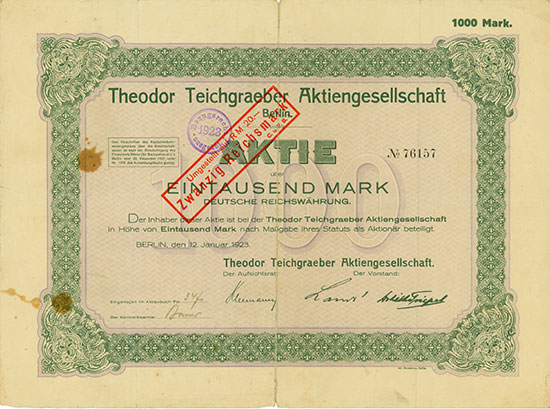 1000 Mark.
Theodor Teichgraeber Aktiengesellschaft
Berlin.
1923
Umgestellt auf RM 20.-
Zwanzig Reichsmark
AKTIE
No 76157
über
EINTAUSEND MARK
DEUTSCHE REICHSWÄHRUNG.
1000
Der Inhaber dieser Aktie ist bei der Theodor Teichgraeber Aktiengesellschaft
in Höhe von Eintausend Mark nach Maßgabe ihres Statuts als Aktionär beteiligt.
BERLIN, den 12. Januar 1923.
Theodor Teichgraeber Aktiengesellschaft.
Der Aufsichtsrat: Der Vorstand:
Eingetragen im Aktienbuch Fol.
Der Kontrollbeamte: